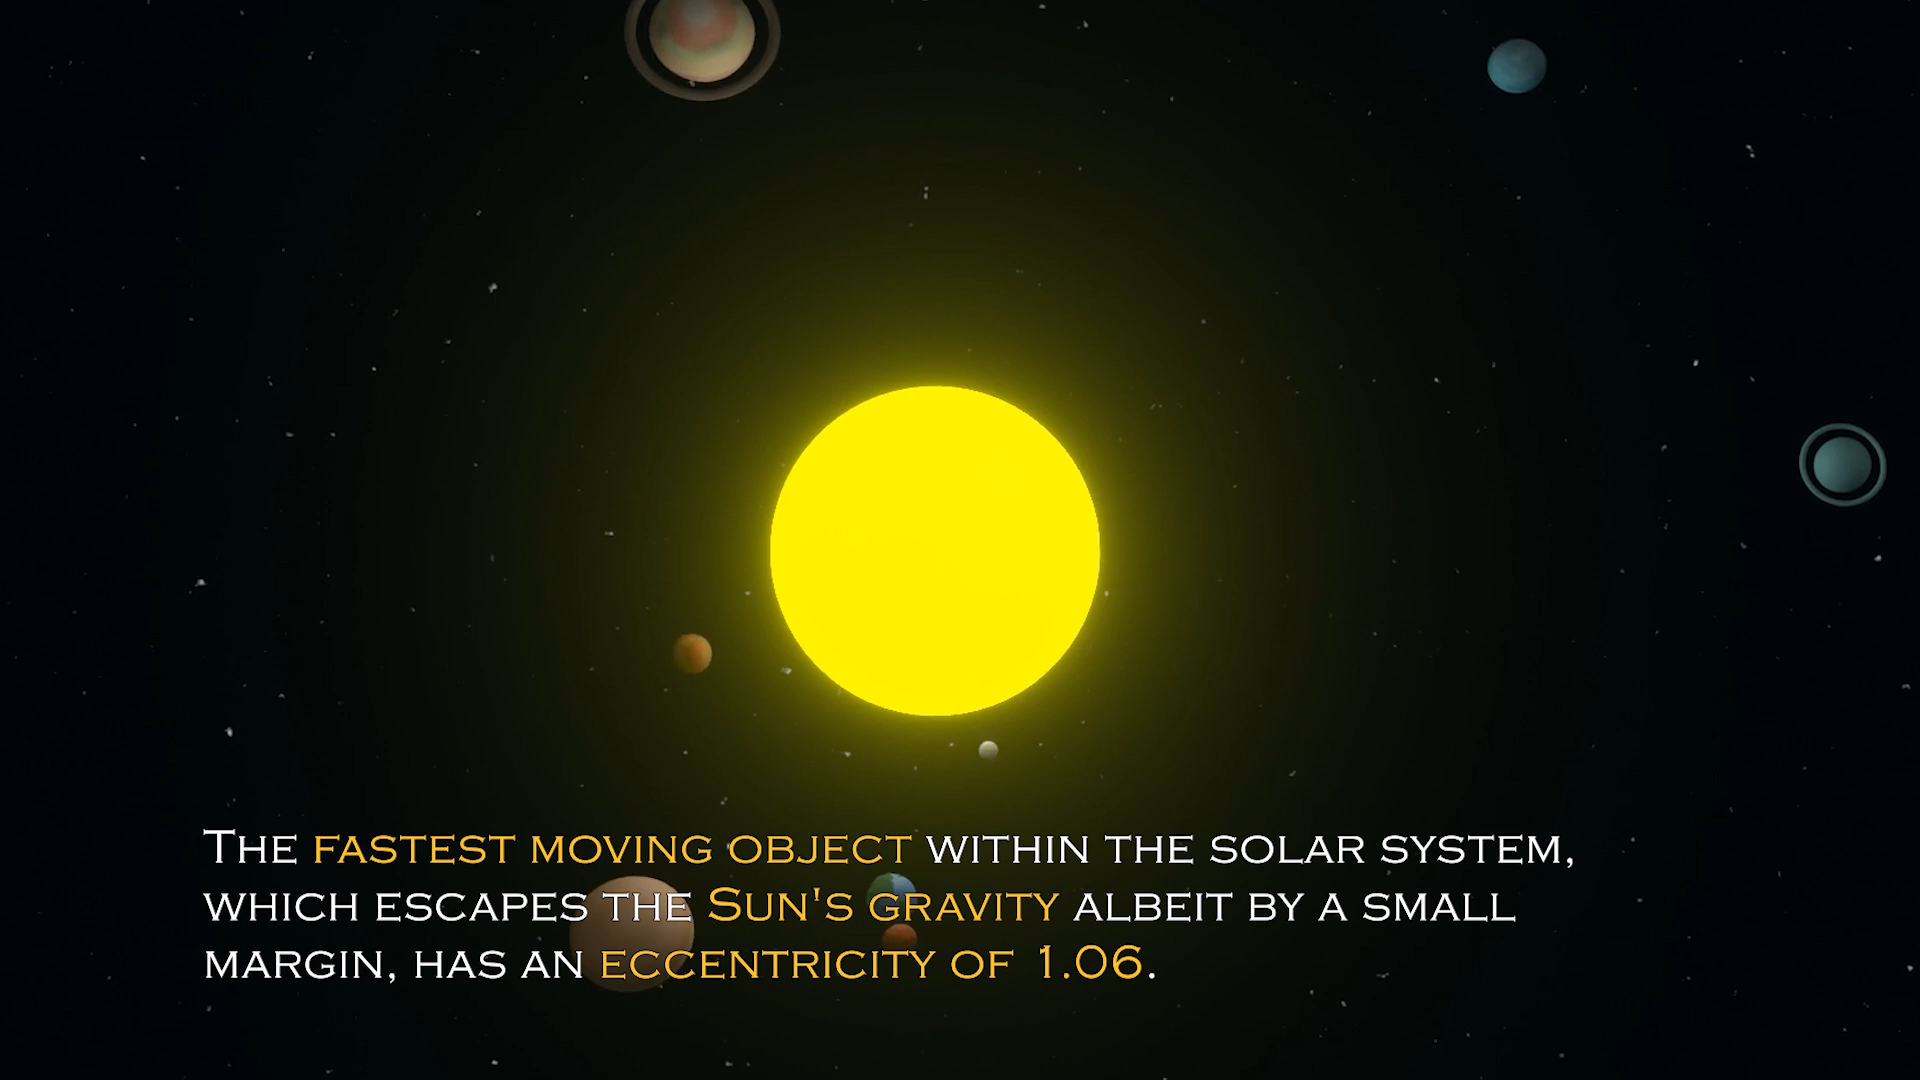 The fastest moving object within the solar system,
which escapes the Sun's gravity albeit by a small
margin, has an eccentricity of 1.06.